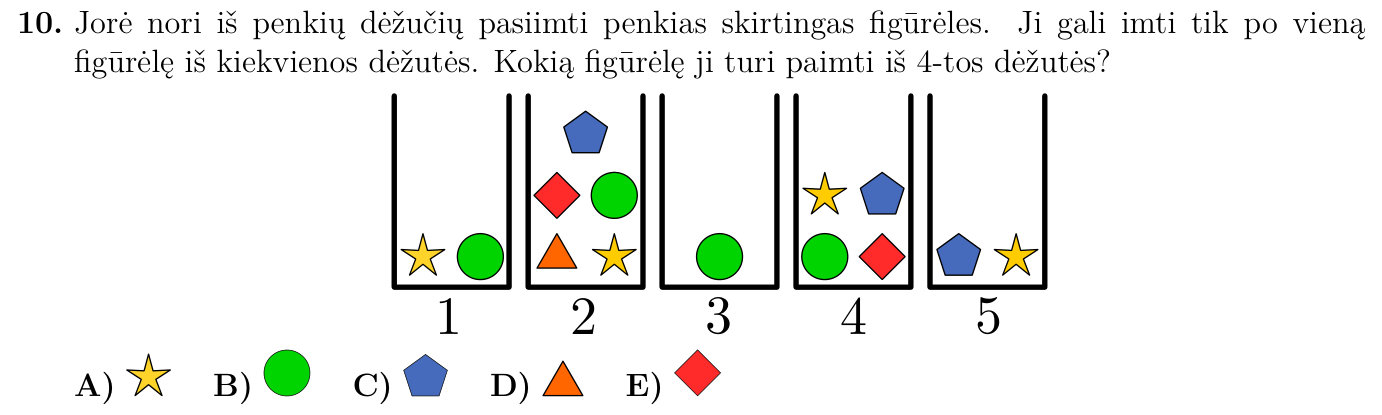 10. Jorė nori iš penkių dėžučių pasiimti penkias skirtingas figūrėles. Ji gali imti tik po vieną
figūrėlę iš kiekvienos dėžutės. Kokią figūrėlę ji turi paimti iš 4-tos dėžutės?
1 2 3 4 5
A) B) C) D) E)